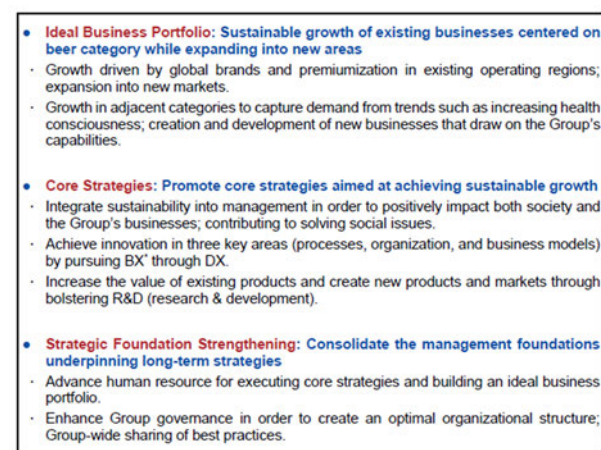 ● Ideal Business Portfolio: Sustainable growth of existing businesses centered on
beer category while expanding into new areas
· Growth driven by global brands and premiumization in existing operating regions;
expansion into new markets.
· Growth in adjacent categories to capture demand from trends such as increasing health
consciousness; creation and development of new businesses that draw on the Group's
capabilities.
● Core Strategies: Promote core strategies aimed at achieving sustainable growth
· Integrate sustainability into management in order to positively impact both society and
the Group's businesses; contributing to solving social issues.
· Achieve innovation in three key areas (processes, organization, and business models)
by pursuing BX* through DX.
· Increase the value of existing products and create new products and markets through
bolstering R&D (research & development).
● Strategic Foundation Strengthening: Consolidate the management foundations
underpinning long-term strategies
· Advance human resource for executing core strategies and building an ideal business
portfolio.
· Enhance Group governance in order to create an optimal organizational structure;
Group-wide sharing of best practices.